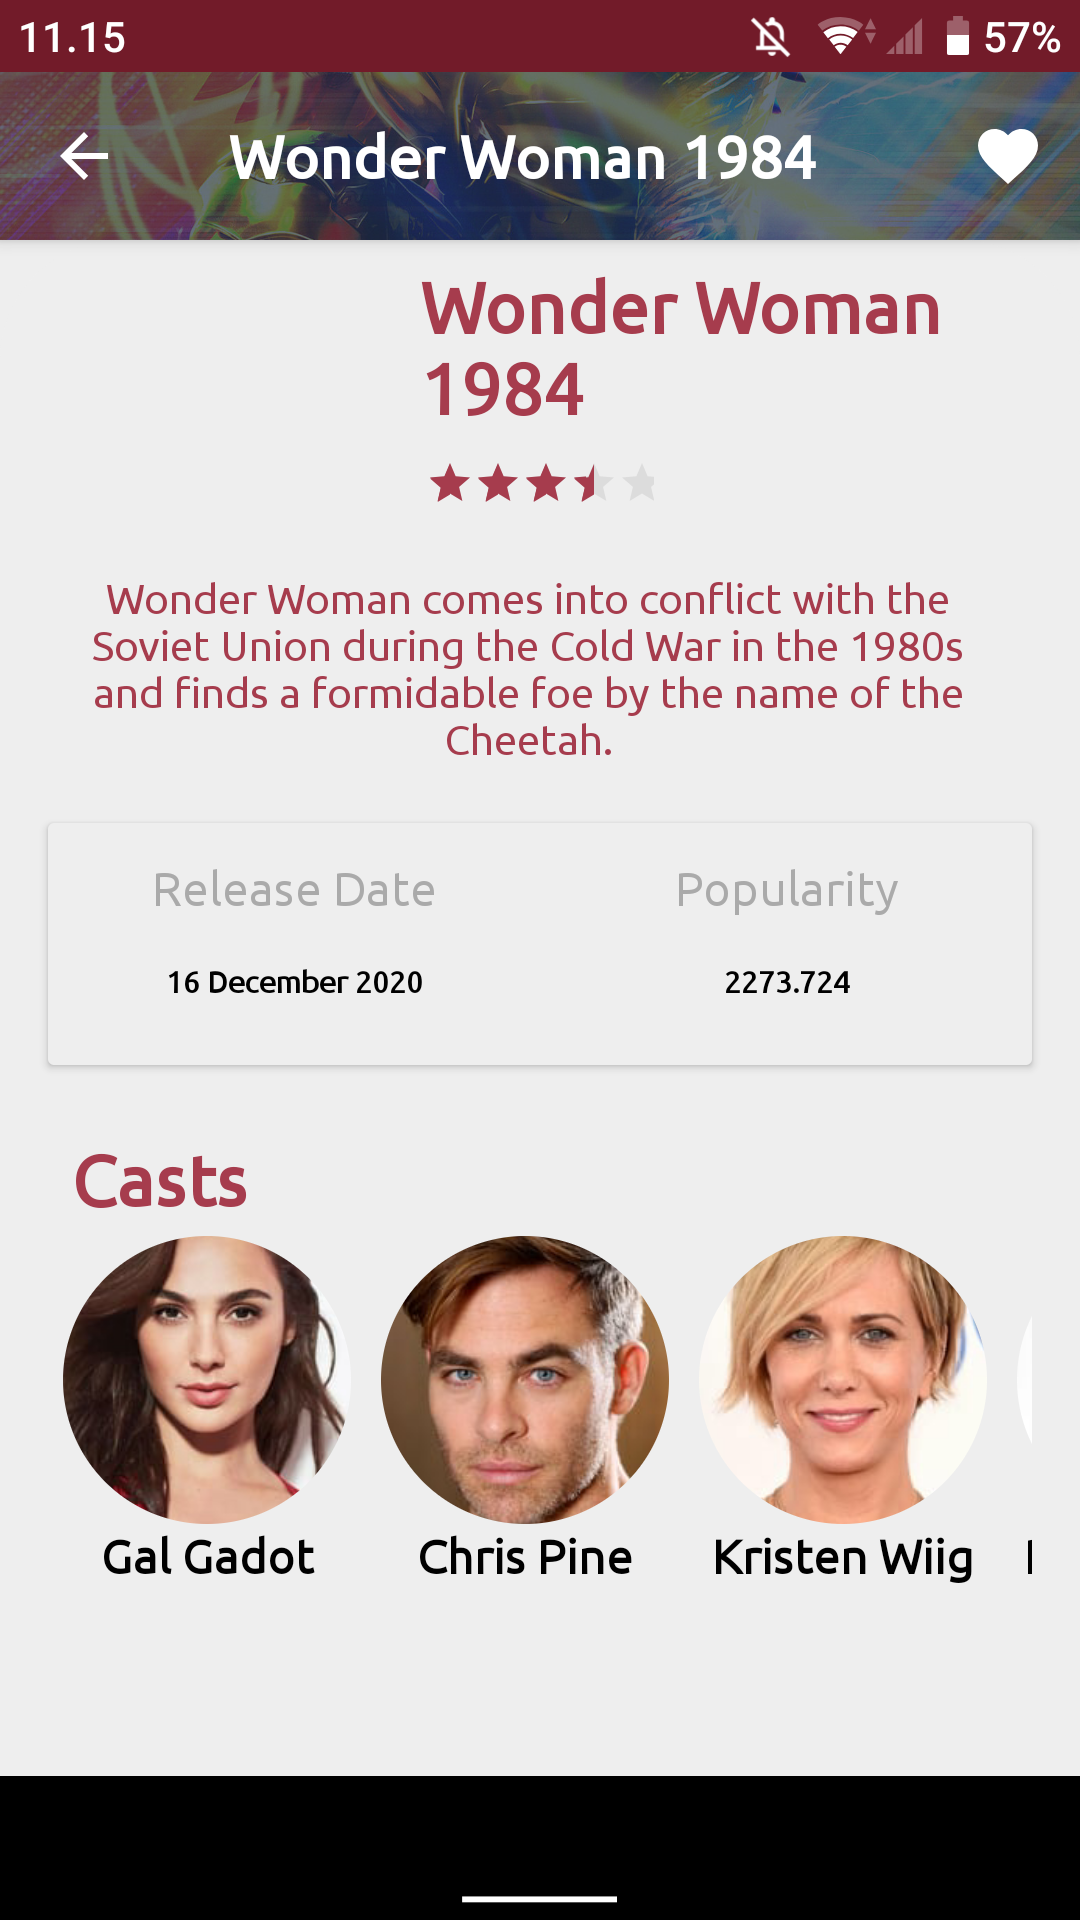 11.15
57%
Wonder Woman 1984
Wonder Woman
1984
Wonder Woman comes into conflict with the
Soviet Union during the Cold War in the 1980s
and finds a formidable foe by the name of the
Cheetah.
Release Date
Popularity
16 December 2020
2273.724
Casts
Gal Gadot
Chris Pine
Kristen Wiig